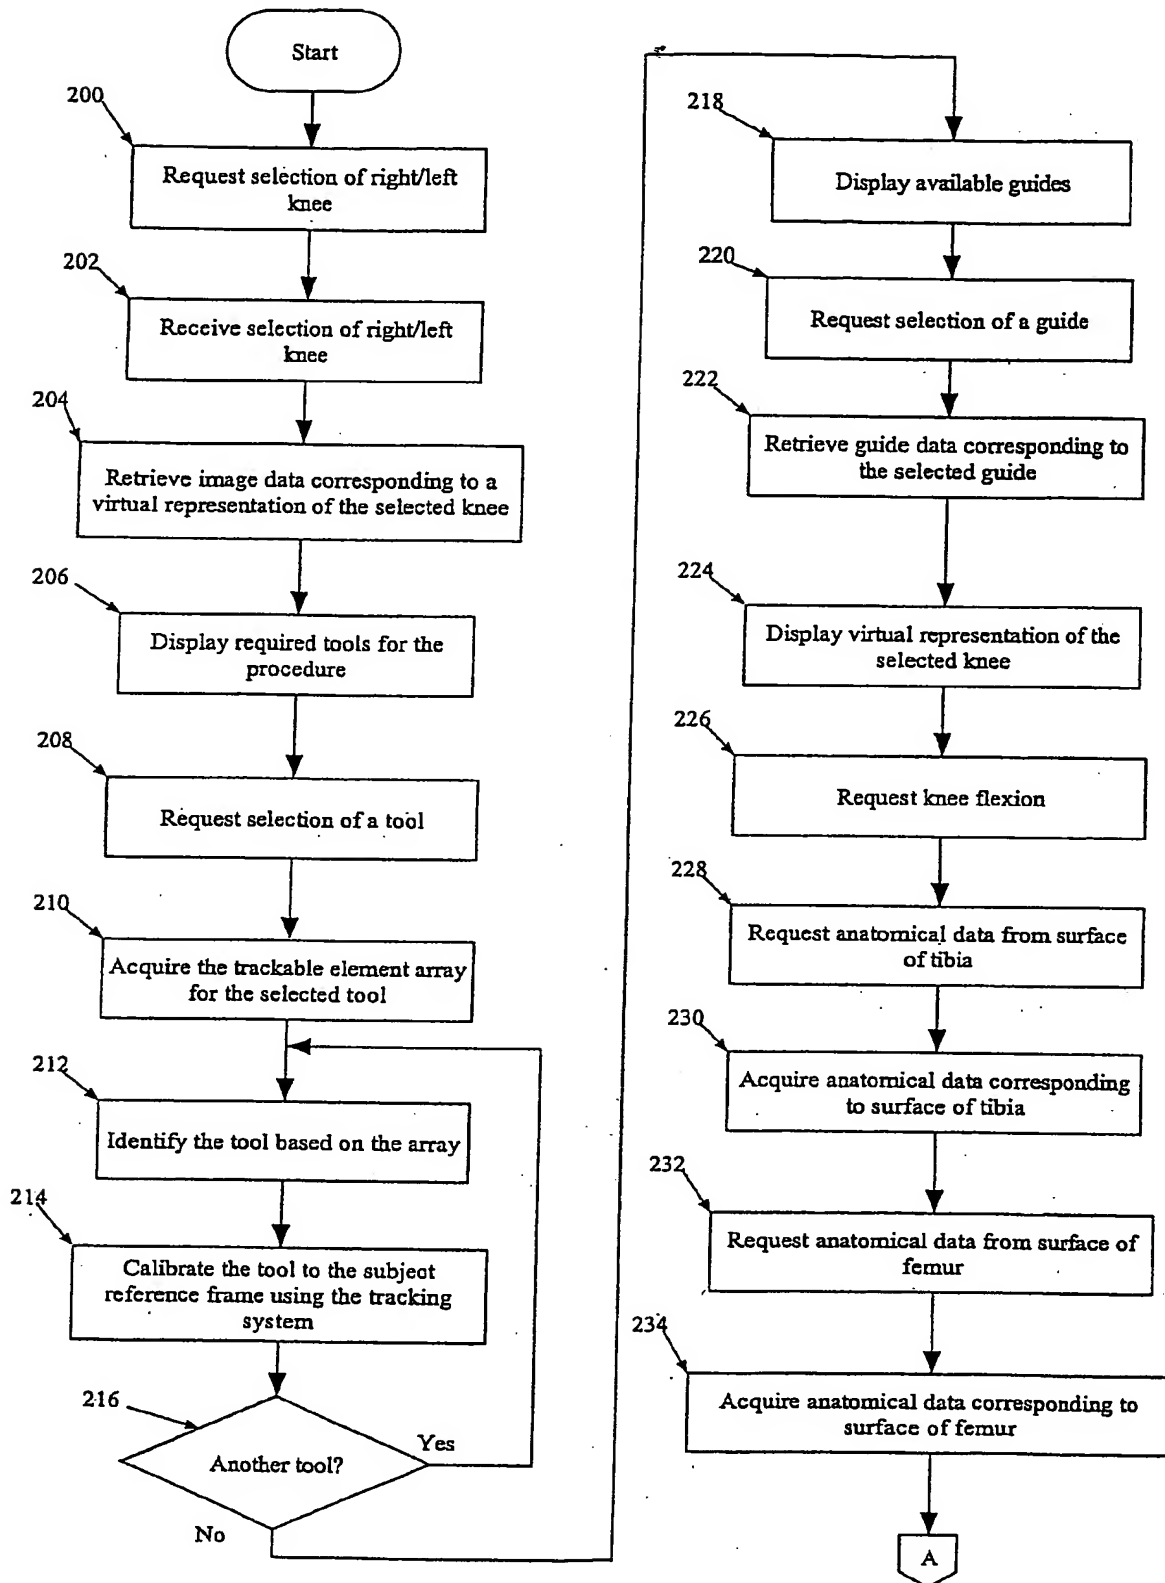 Start
200
Request selection of right/left
knee
202
Receive selection of right/left
knee
204
Retrieve image data corresponding to a
virtual representation of the selected knee
206
Display required tools for the
procedure
208
Request selection of a tool
210
Acquire the trackable element array
for the selected tool
212
Identify the tool based on the array
214
Calibrate the tool to the subject
reference frame using the tracking
system
216
Another tool?
Yes
No
218
Display available guides
220
Request selection of a guide
222
Retrieve guide data corresponding to
the selected guide
224
Display virtual representation of the
selected knee
226
Request knee flexion
228
Request anatomical data from surface
of tibia
230
Acquire anatomical data corresponding
to surface of tibia
232
Request anatomical data from surface of
femur
234
Acquire anatomical data corresponding to
surface of femur
A